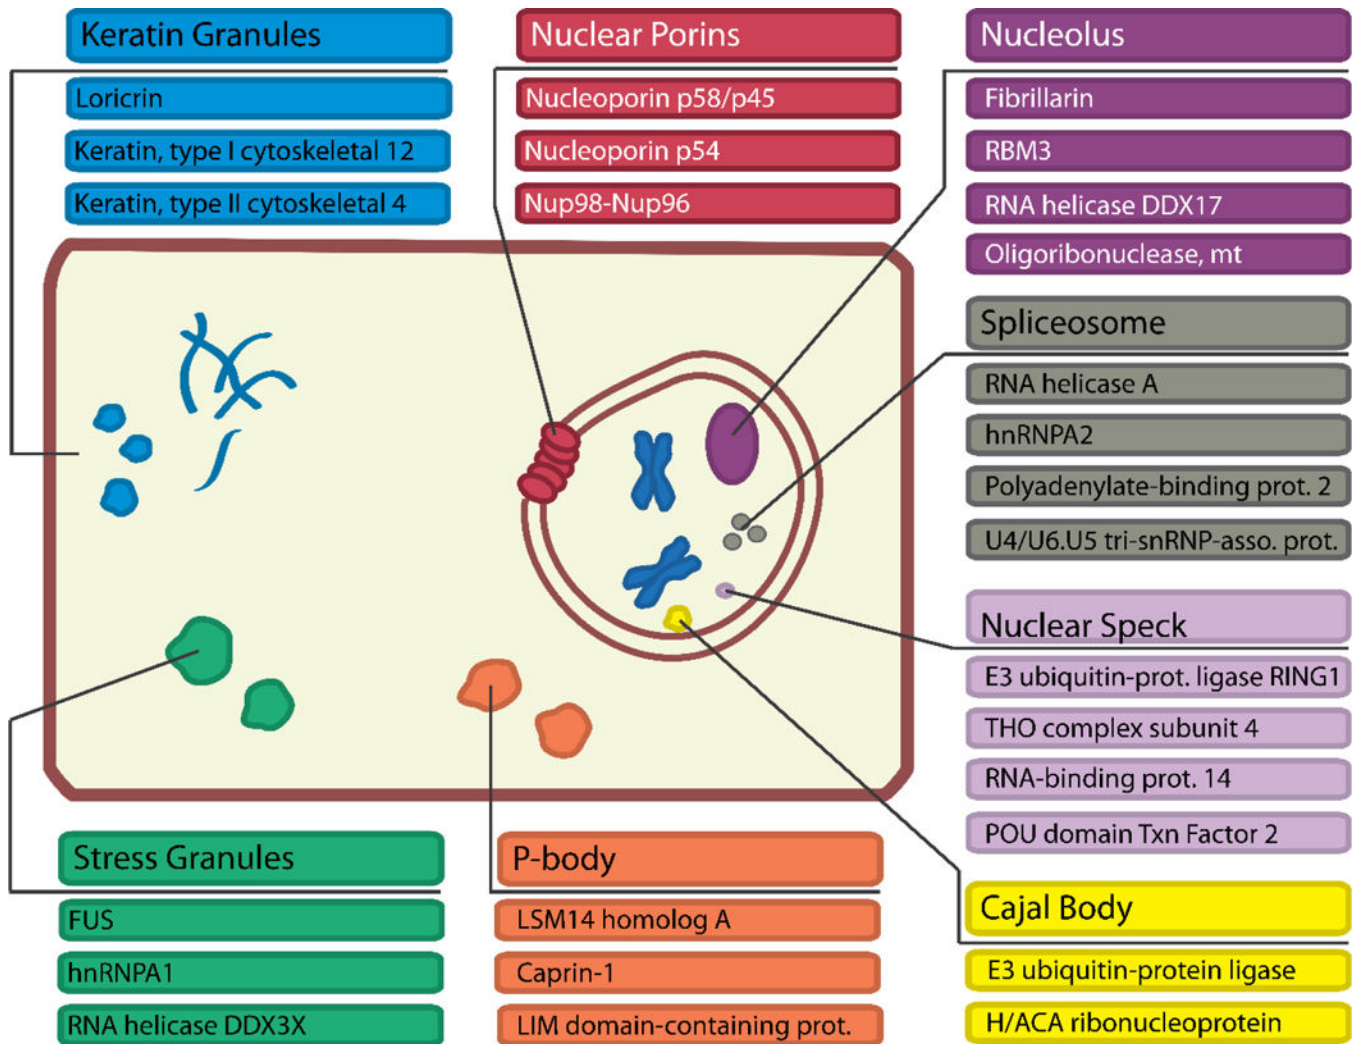 Keratin Granules
Loricrin
Keratin, type I cytoskeletal 12
Keratin, type II cytoskeletal 4
Nuclear Porins
Nucleoporin p58/p45
Nucleoporin p54
Nup98-Nup96
Nucleolus
Fibrillarin
RBM3
RNA helicase DDX17
Oligoribonuclease, mt
Spliceosome
RNA helicase A
hnRNPA2
Polyadenylate-binding prot. 2
U4/U6.U5 tri-snRNP-asso. prot.
Nuclear Speck
E3 ubiquitin-prot. ligase RING1
THO complex subunit 4
RNA-binding prot. 14
POU domain Txn Factor 2
Stress Granules
FUS
hnRNPA1
RNA helicase DDX3X
P-body
LSM14 homolog A
Caprin-1
LIM domain-containing prot.
Cajal Body
E3 ubiquitin-protein ligase
H/ACA ribonucleoprotein